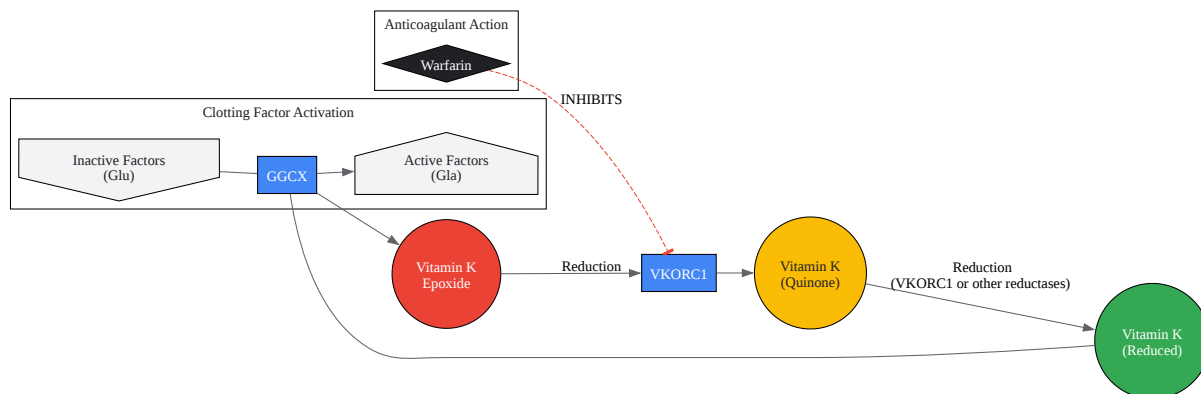 Anticoagulant Action
Warfarin
INHIBITS
Clotting Factor Activation
Inactive Factors
(Glu)
GGCX
Active Factors
(Gla)
Vitamin K
Epoxide
Reduction
VKORC1
Vitamin K
(Quinone)
Reduction
(VKORC1 or other reductases)
Vitamin K
(Reduced)